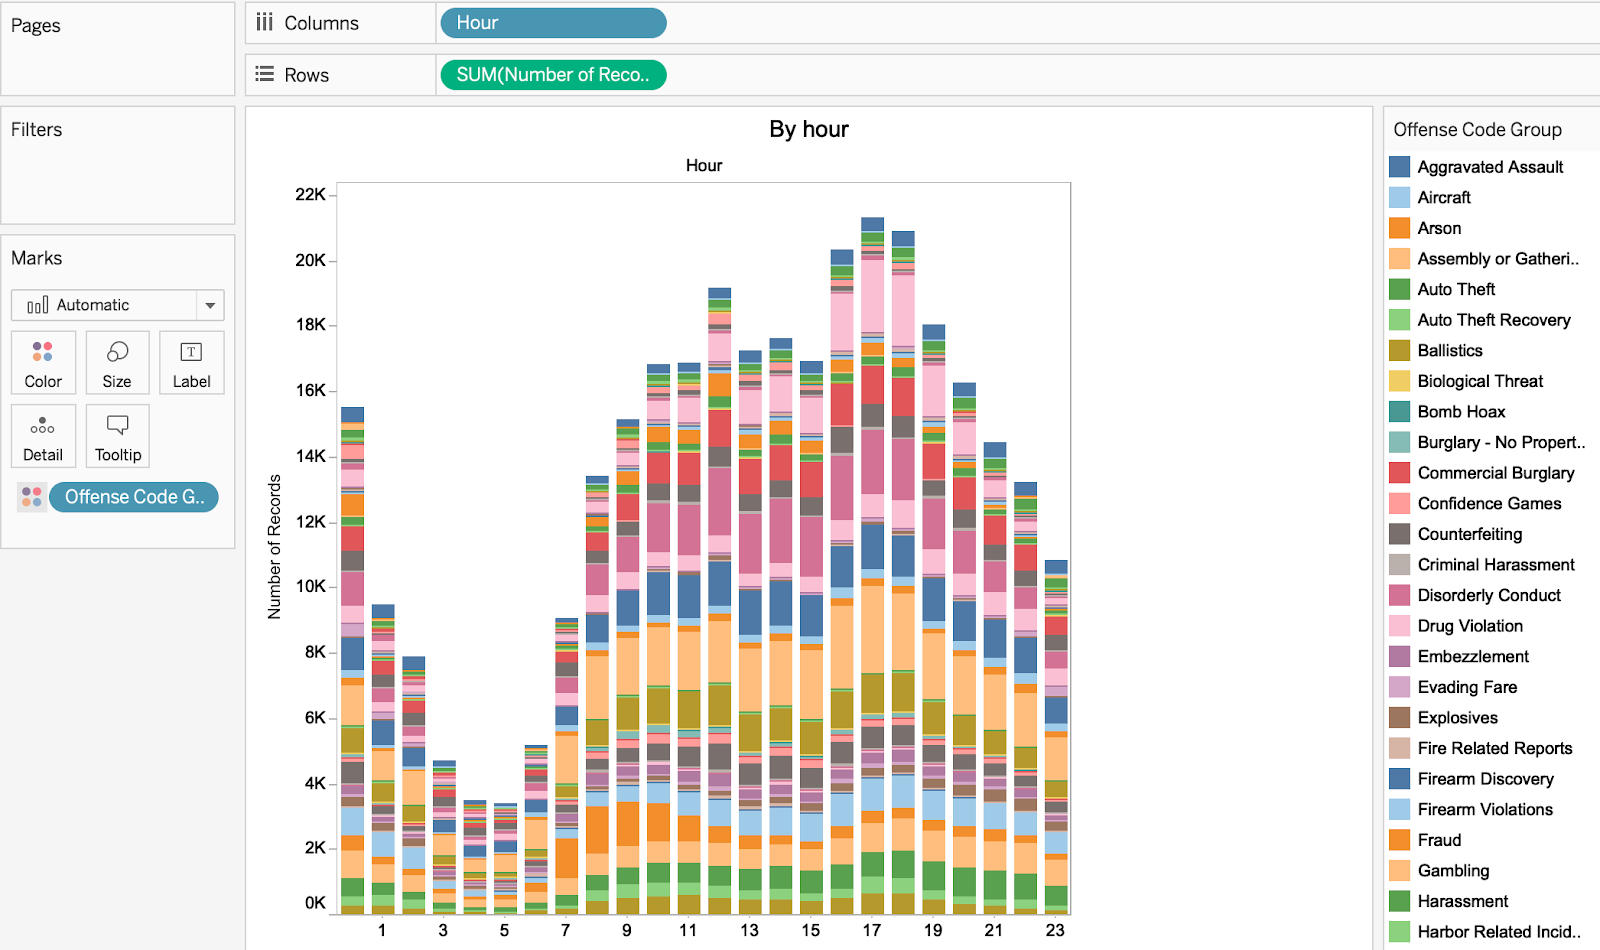 Pages
Columns
Hour
Rows
SUM(Number of Reco..
Filters
Marks
Automatic
Color
Size
T
Label
Detail
Tooltip
Offense Code G..
By hour
Hour
Number of Records
22K
20K
18K
16K
14K
12K
10K
8K
6K
4K
2K
0K
1 3 5 7 9 11 13 15 17 19 21 23
Offense Code Group
Aggravated Assault
Aircraft
Arson
Assembly or Gatheri..
Auto Theft
Auto Theft Recovery
Ballistics
Biological Threat
Bomb Hoax
Burglary - No Propert..
Commercial Burglary
Confidence Games
Counterfeiting
Criminal Harassment
Disorderly Conduct
Drug Violation
Embezzlement
Evading Fare
Explosives
Fire Related Reports
Firearm Discovery
Firearm Violations
Fraud
Gambling
Harassment
Harbor Related Incid..